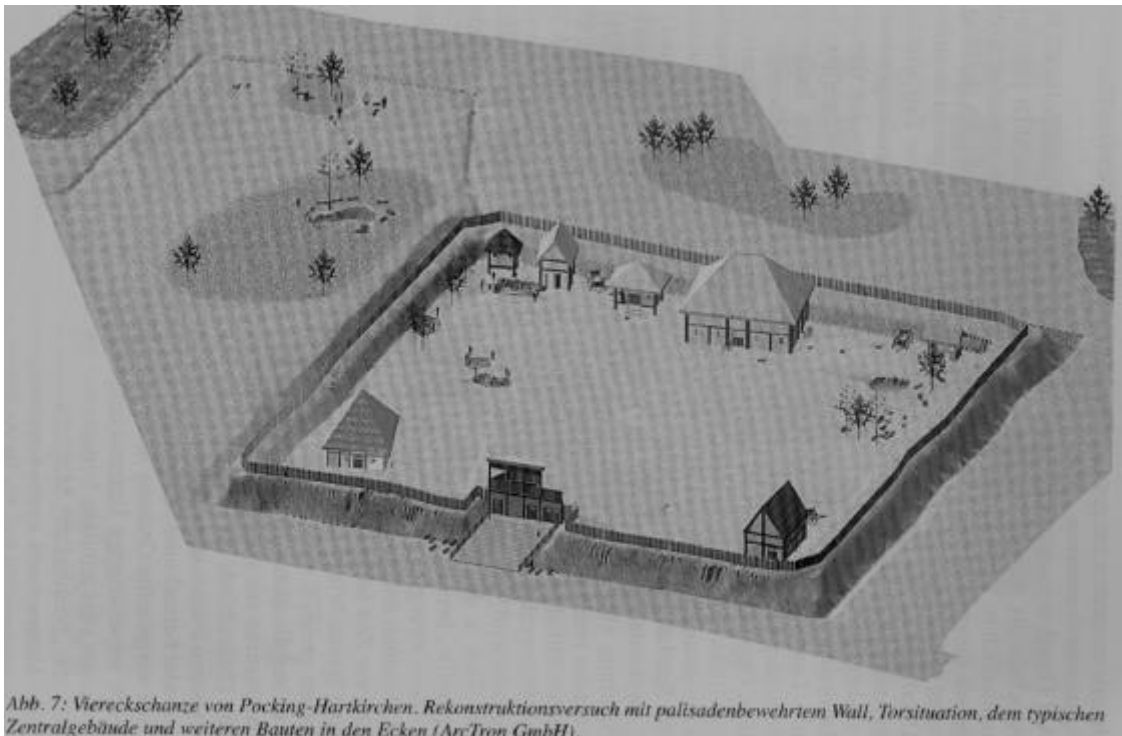 Abb. 7: Viereckschanze von Pocking-Hartkirchen. Rekonstruktionsversuch mit palisadenbewehrtem Wall, Torsituation, dem typischen
Zentralgebäude und weiteren Bauten in den Ecken (ArcTron GmbH).